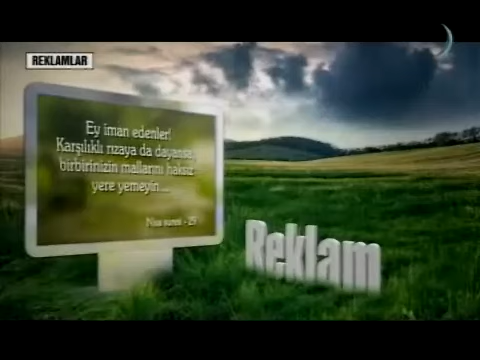 REKLAMLAR
Ey iman edenler!
Karşılıklı rızaya da dayansa,
birbirinizin mallarını haksız
yere yemeyin...
Nisa suresi - 29
Reklam